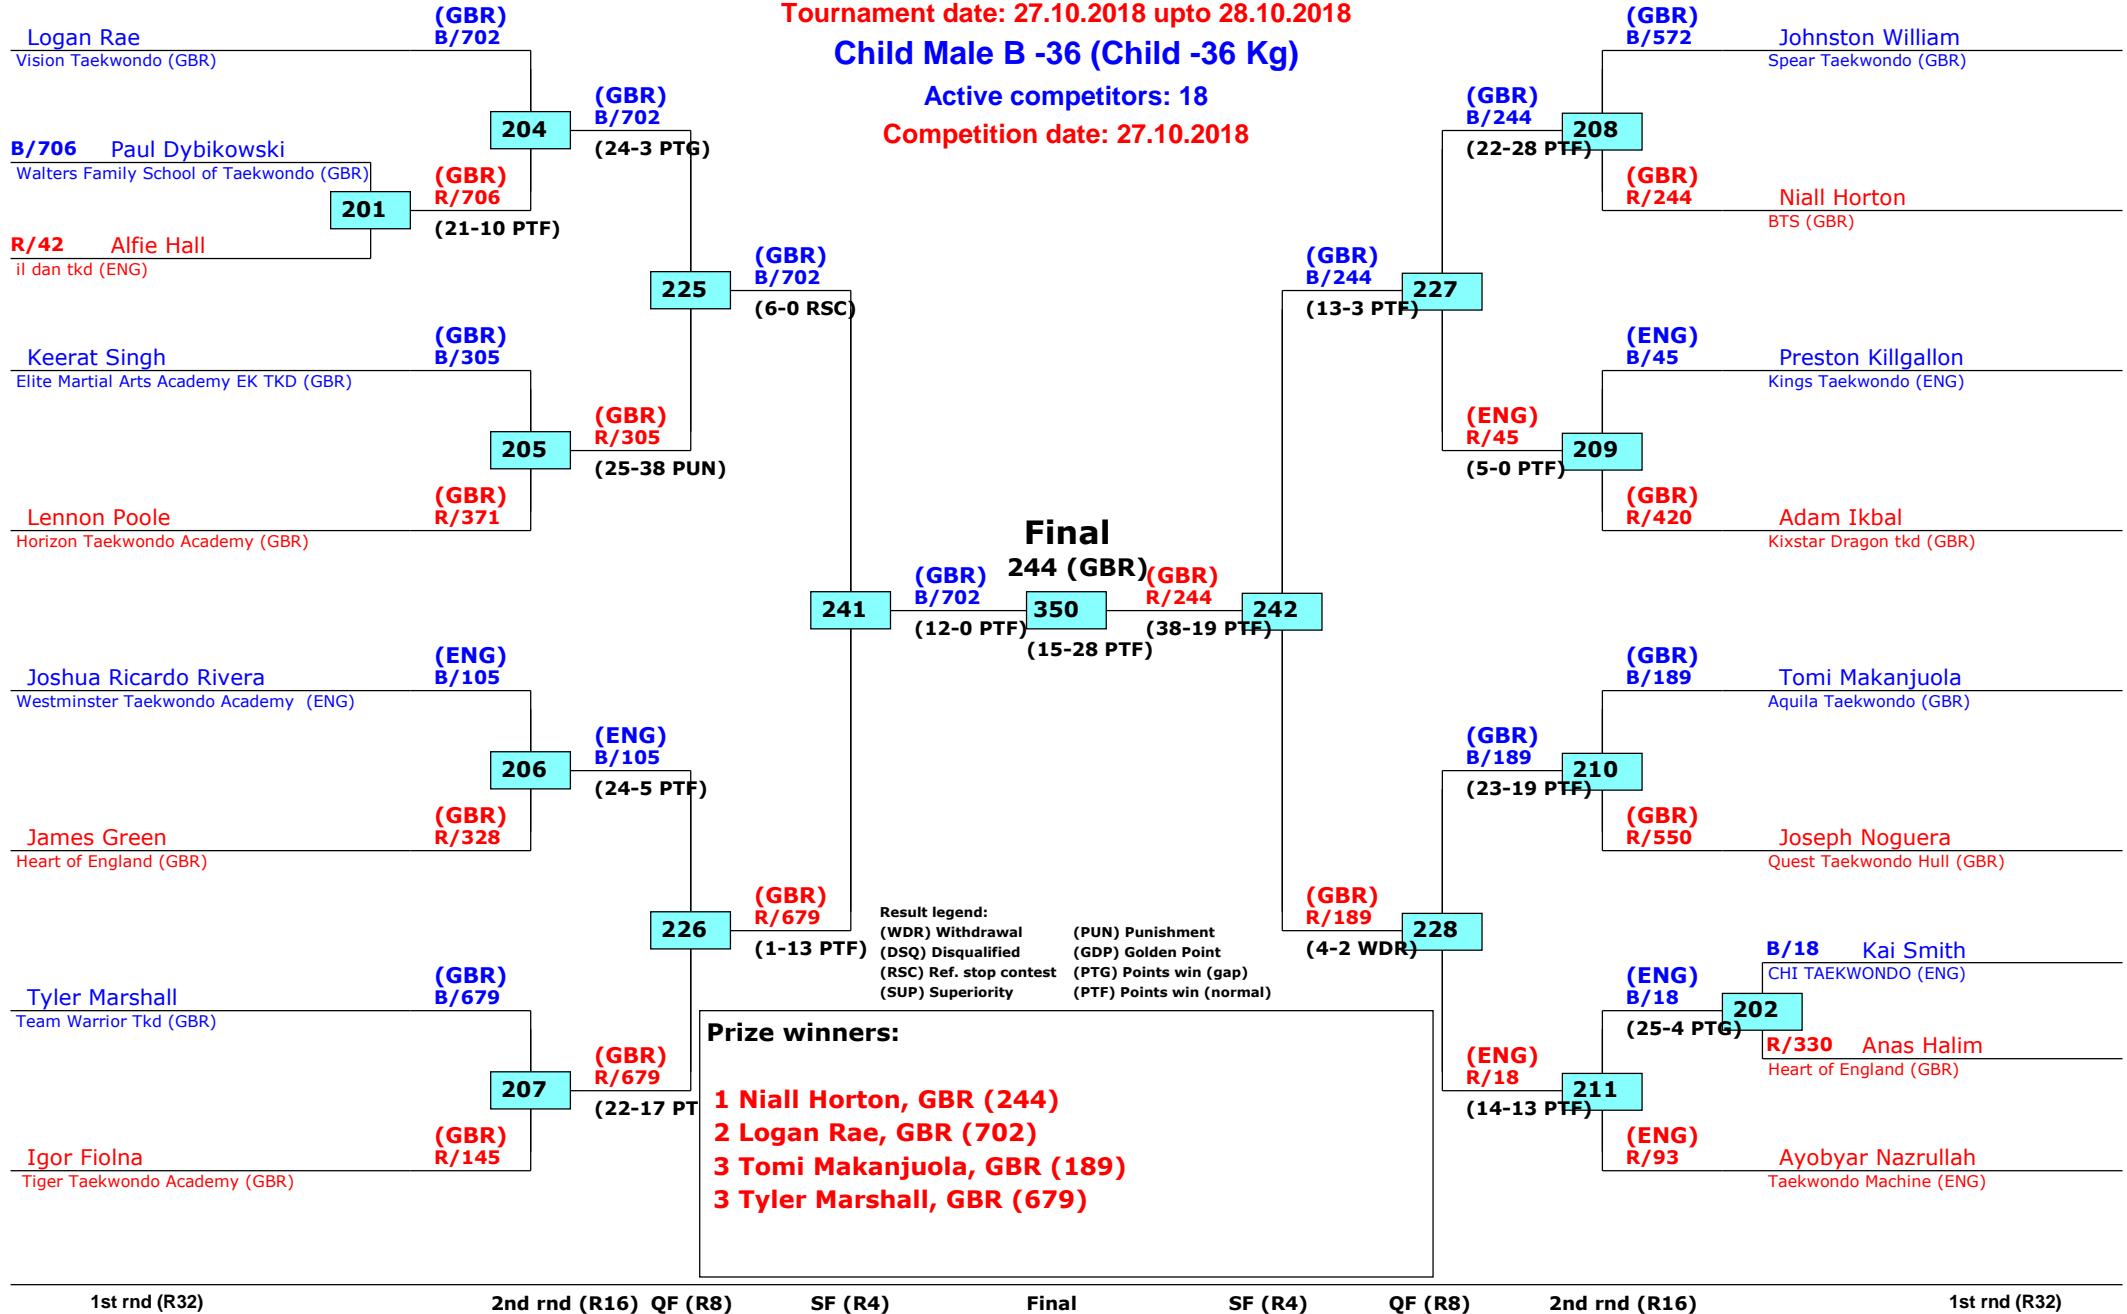 Tournament date: 27.10.2018 upto 28.10.2018
Child Male B -36 (Child -36 Kg)
Active competitors: 18
Competition date: 27.10.2018
Logan Rae
Vision Taekwondo (GBR)
(GBR)
B/702
B/706 Paul Dybikowski
Walters Family School of Taekwondo (GBR)
201
R/42 Alfie Hall
il dan tkd (ENG)
(GBR)
R/706
(21-10 PTF)
204
(GBR)
B/702
(24-3 PTG)
Keerat Singh
Elite Martial Arts Academy EK TKD (GBR)
(GBR)
B/305
205
(GBR)
R/305
(25-38 PUN)
Lennon Poole
Horizon Taekwondo Academy (GBR)
(GBR)
R/371
225
(GBR)
B/702
(6-0 RSC)
Joshua Ricardo Rivera
Westminster Taekwondo Academy (ENG)
(ENG)
B/105
206
(ENG)
B/105
(24-5 PTF)
James Green
Heart of England (GBR)
(GBR)
R/328
226
(GBR)
R/679
(1-13 PTF)
Tyler Marshall
Team Warrior Tkd (GBR)
(GBR)
B/679
207
(GBR)
R/679
(22-17 PT
Igor Fiolna
Tiger Taekwondo Academy (GBR)
(GBR)
R/145
241
(GBR)
B/702
(12-0 PTF)
Final
244 (GBR)
350
(15-28 PTF)
(GBR)
R/244
(38-19 PTF)
242
(GBR)
B/572
Johnston William
Spear Taekwondo (GBR)
(GBR)
B/244
(22-28 PTF)
208
(GBR)
R/244
Niall Horton
BTS (GBR)
(GBR)
B/244
(13-3 PTF)
227
(ENG)
B/45
Preston Killgallon
Kings Taekwondo (ENG)
(ENG)
R/45
(5-0 PTF)
209
(GBR)
R/420
Adam Ikbal
Kixstar Dragon tkd (GBR)
(GBR)
B/189
Tomi Makanjuola
Aquila Taekwondo (GBR)
(GBR)
B/189
(23-19 PTF)
210
(GBR)
R/550
Joseph Noguera
Quest Taekwondo Hull (GBR)
(GBR)
R/189
(4-2 WDR)
228
B/18 Kai Smith
CHI TAEKWONDO (ENG)
(ENG)
B/18
(25-4 PTG)
202
R/330 Anas Halim
Heart of England (GBR)
(ENG)
R/18
(14-13 PTF)
211
(ENG)
R/93
Ayobyar Nazrullah
Taekwondo Machine (ENG)
Result legend:
(WDR) Withdrawal (PUN) Punishment
(DSQ) Disqualified (GDP) Golden Point
(RSC) Ref. stop contest (PTG) Points win (gap)
(SUP) Superiority (PTF) Points win (normal)
Prize winners:
1 Niall Horton, GBR (244)
2 Logan Rae, GBR (702)
3 Tomi Makanjuola, GBR (189)
3 Tyler Marshall, GBR (679)
1st rnd (R32) 2nd rnd (R16) QF (R8) SF (R4) Final SF (R4) QF (R8) 2nd rnd (R16) 1st rnd (R32)